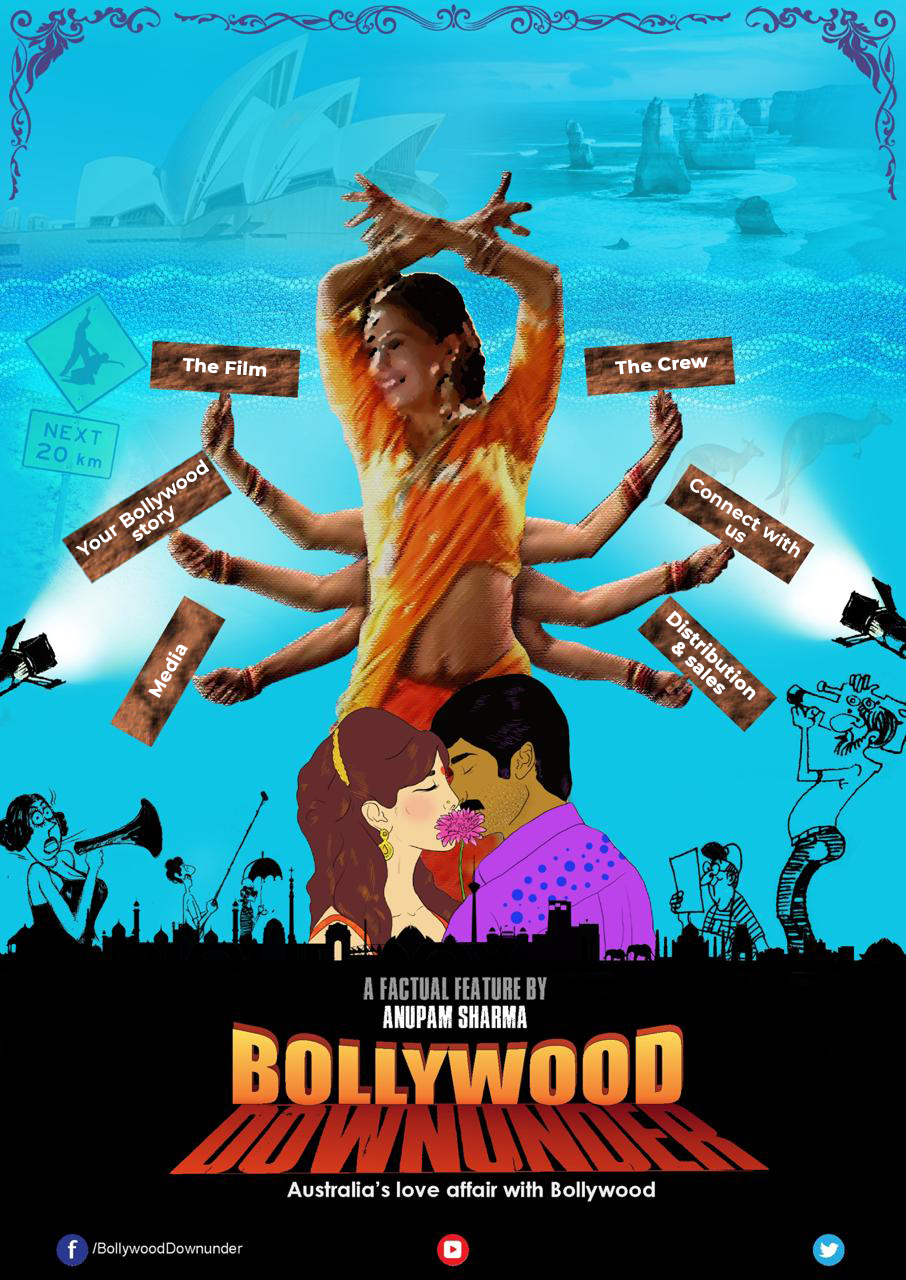 The Film
The Crew
NEXT
20 km
Your Bollywood
story
Connect with
us
Media
Distribution
& sales
A FACTUAL FEATURE BY
ANUPAM SHARMA
BOLLYWOOD
DOWNUNDER
Australia's love affair with Bollywood
f /BollywoodDownunder